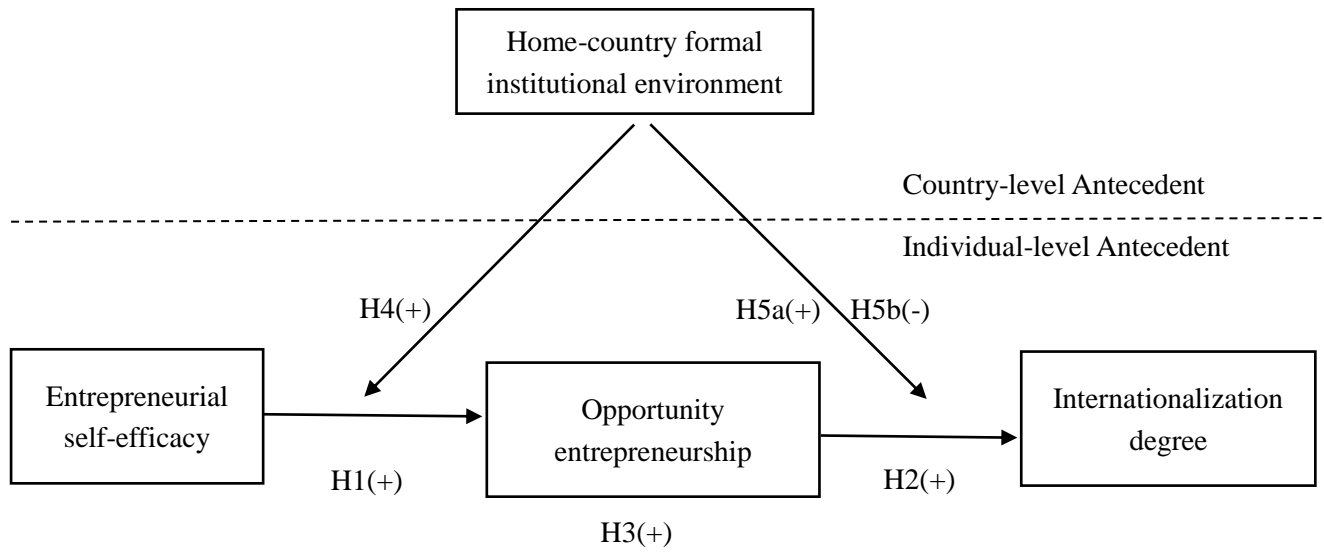 Home-country formal
institutional environment
Country-level Antecedent
Individual-level Antecedent
H4(+)
H5a(+)
H5b(-)
Entrepreneurial
self-efficacy
Opportunity
entrepreneurship
Internationalization
degree
H1(+)
H2(+)
H3(+)